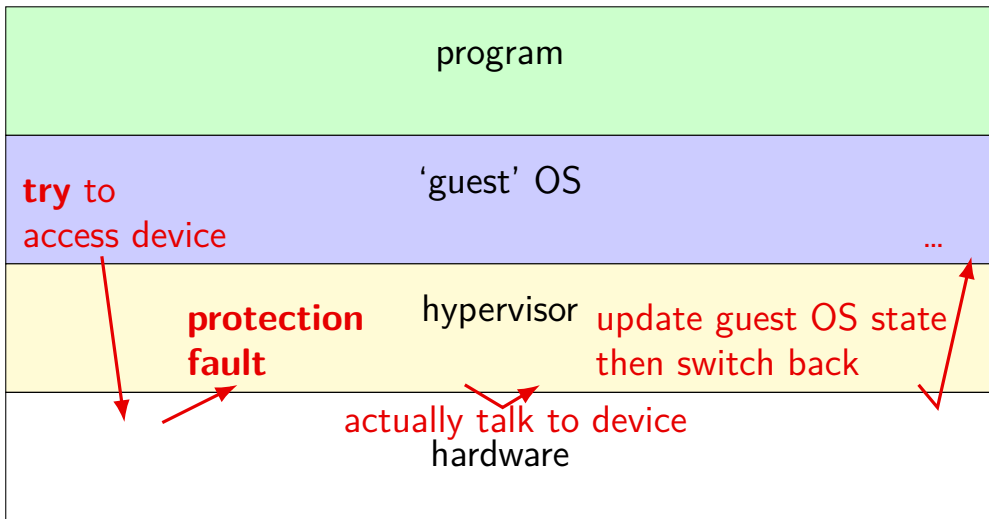 program
‘guest’ OS
try to
access device
...
hypervisor
protection
fault
update guest OS state
then switch back
actually talk to device
hardware